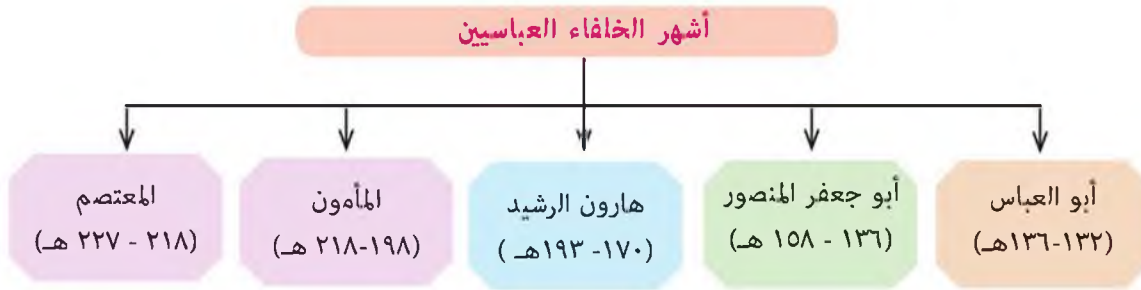 أشهر الخلفاء العباسيين
أبو العباس
(١٣٢-١٣٦هـ)
أبو جعفر المنصور
(١٣٦ - ١٥٨ هـ)
هارون الرشيد
(١٧٠- ١٩٣هـ )
المأمون
(١٩٨-٢١٨ هـ)
المعتصم
(٢١٨ - ٢٢٧ هـ)